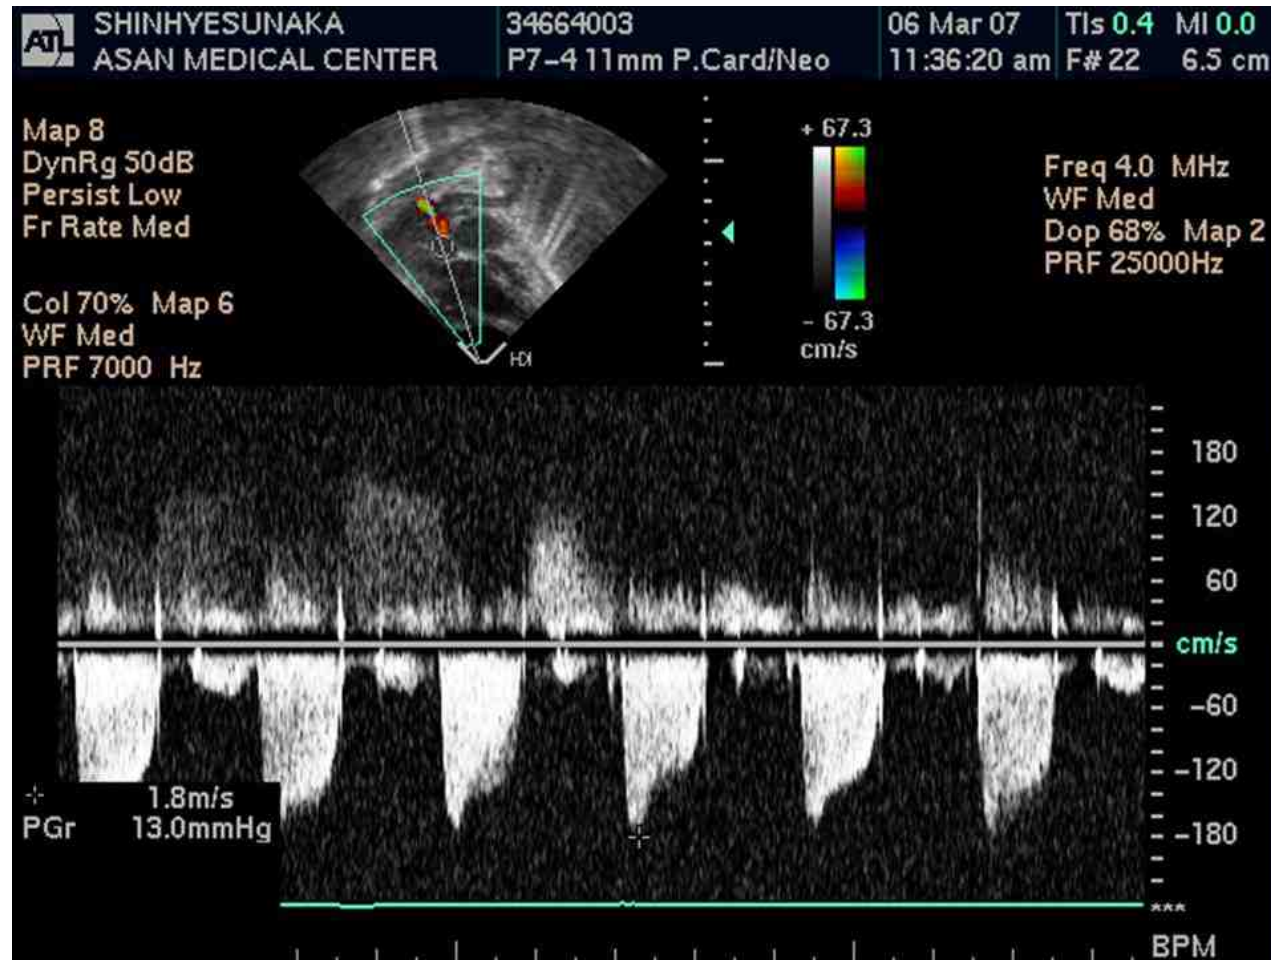 ATL SHINHYESUNAKA 34664003 06 Mar 07 TIs 0.4 MI 0.0
ASAN MEDICAL CENTER P7-4 11mm P.Card/Neo 11:36:20 am F# 22 6.5 cm
Map 8
DynRg 50dB
Persist Low
Fr Rate Med
Col 70% Map 6
WF Med
PRF 7000 Hz
HDI
+ 67.3
- 67.3
cm/s
Freq 4.0 MHz
WF Med
Dop 68% Map 2
PRF 25000Hz
180
120
60
cm/s
-60
-120
-180
1.8m/s
PGr 13.0mmHg
***
BPM